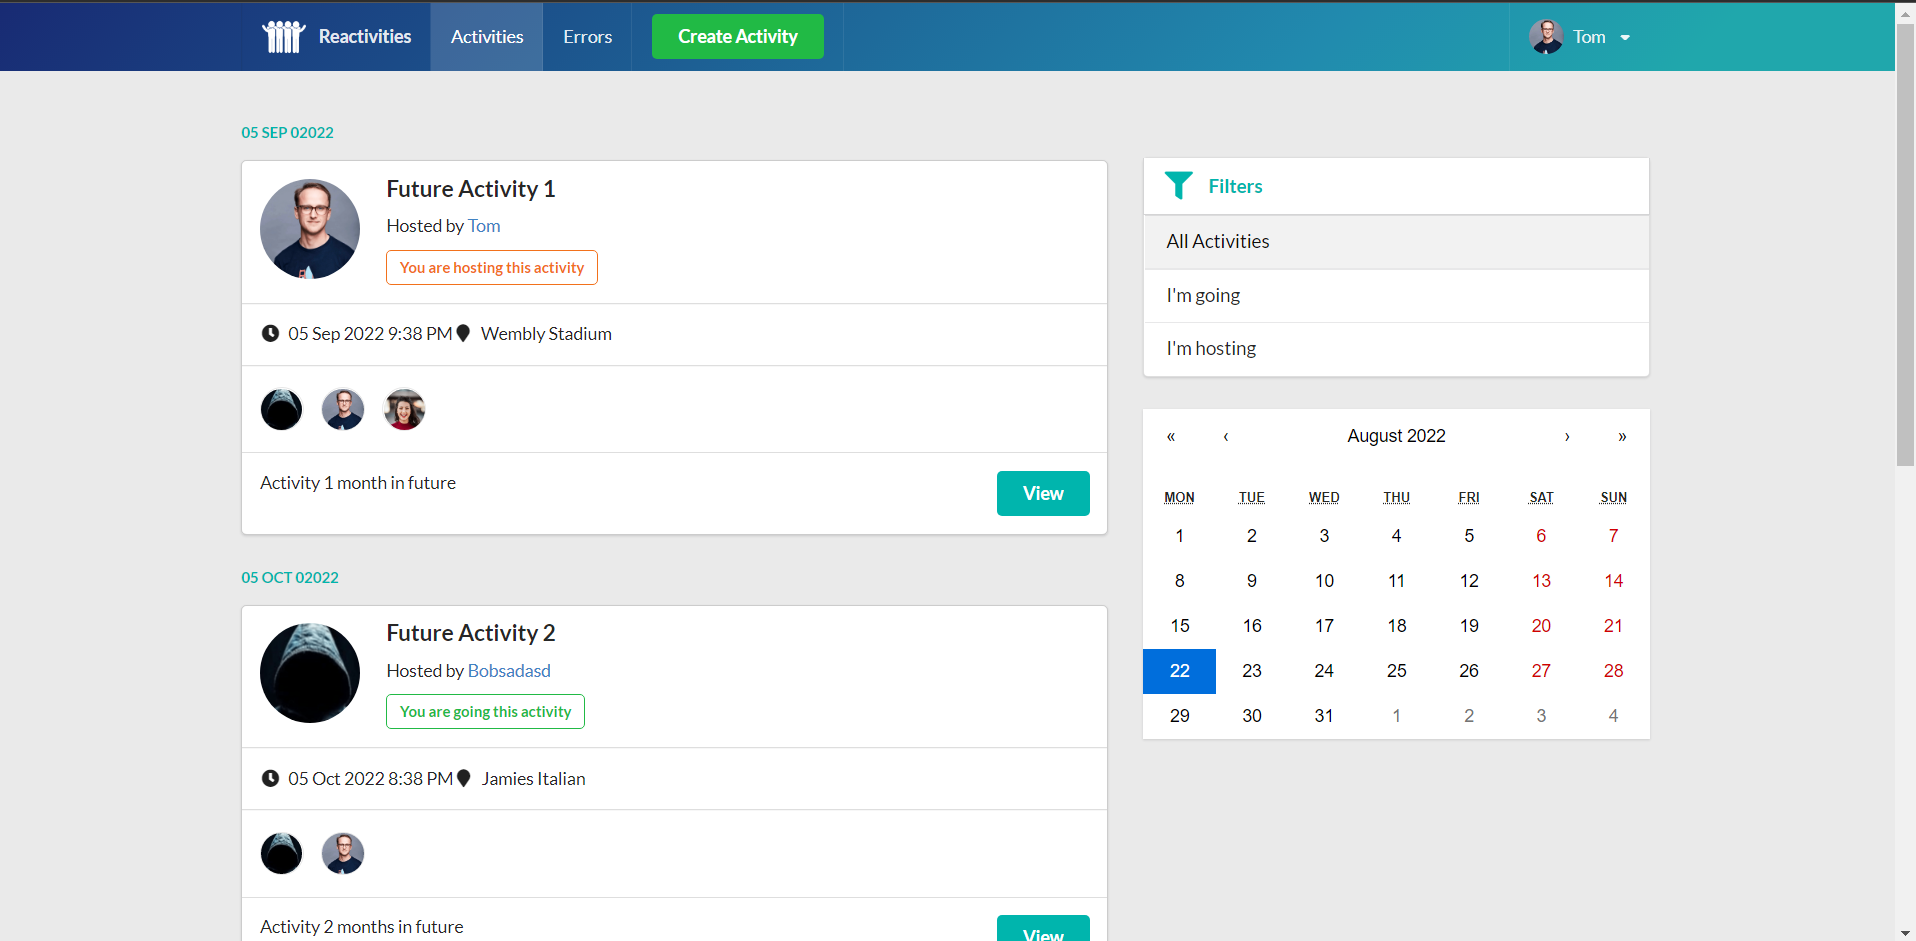 Reactivities Activities Errors Create Activity Tom
05 SEP 02022
Future Activity 1
Hosted by Tom
You are hosting this activity
05 Sep 2022 9:38 PM Wembly Stadium
Activity 1 month in future
View
05 OCT 02022
Future Activity 2
Hosted by Bobsadasd
You are going this activity
05 Oct 2022 8:38 PM Jamies Italian
Activity 2 months in future
View
Filters
All Activities
I'm going
I'm hosting
« ‹ August 2022 › »
MON TUE WED THU FRI SAT SUN
1 2 3 4 5 6 7
8 9 10 11 12 13 14
15 16 17 18 19 20 21
22 23 24 25 26 27 28
29 30 31 1 2 3 4